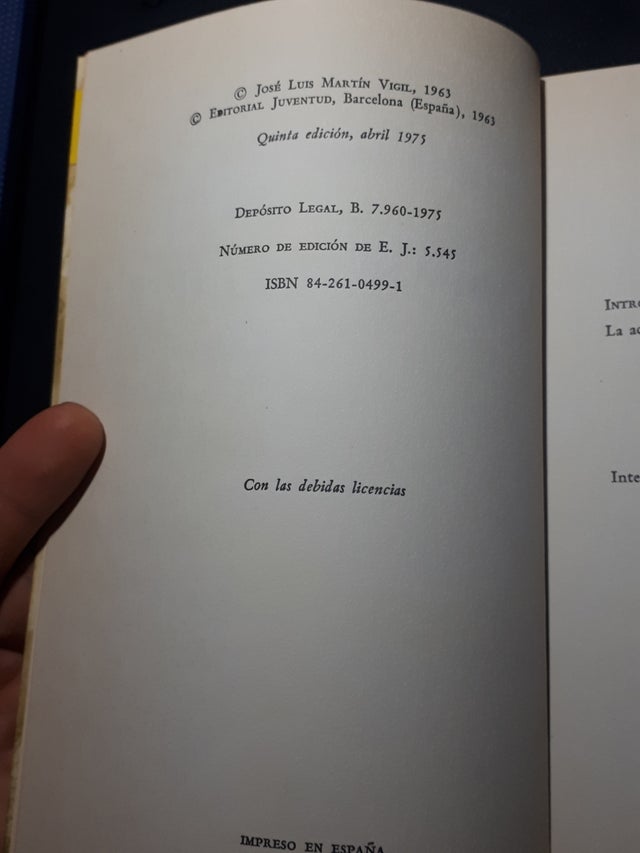 © José Luis Martín Vigil, 1963
© Editorial Juventud, Barcelona (España), 1963
Quinta edición, abril 1975
Depósito Legal, B. 7.960-1975
Número de edición de E. J.: 5.545
ISBN 84-261-0499-1
Con las debidas licencias
IMPRESO EN ESPAÑA
La